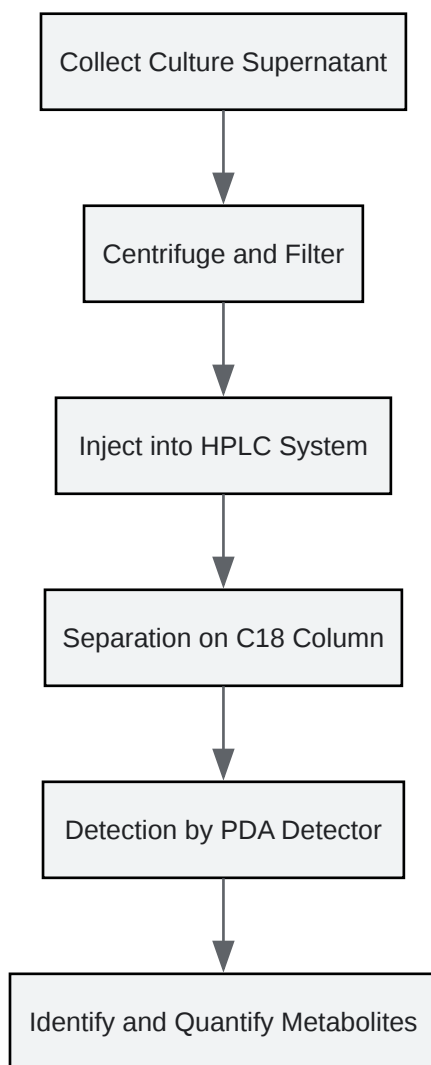 Collect Culture Supernatant
Centrifuge and Filter
Inject into HPLC System
Separation on C18 Column
Detection by PDA Detector
Identify and Quantify Metabolites